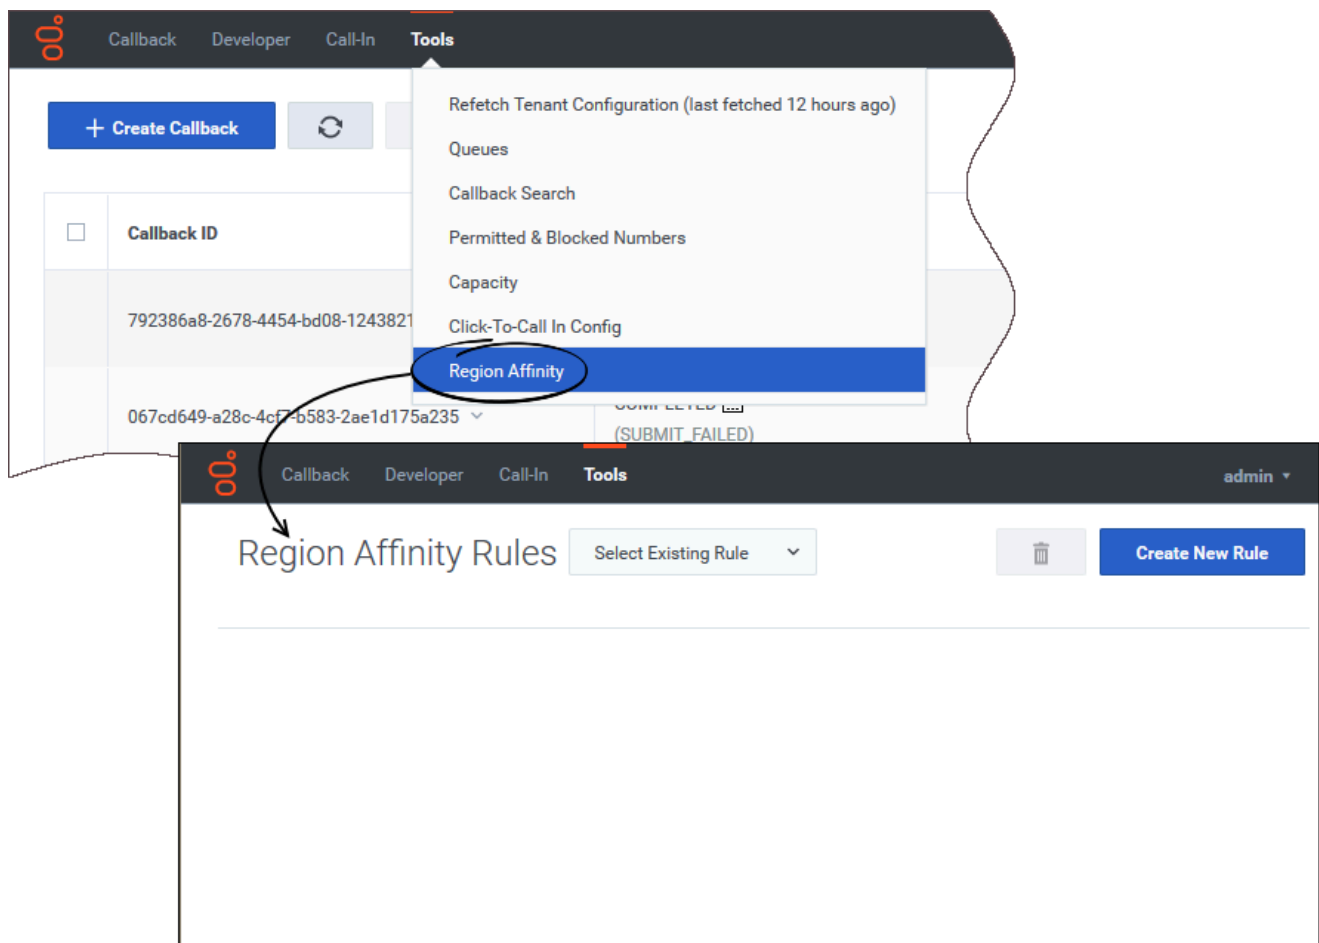 Callback Developer Call-In Tools
Refetch Tenant Configuration (last fetched 12 hours ago)
+ Create Callback
Queues
Callback Search
Callback ID
Permitted & Blocked Numbers
Capacity
792386a8-2678-4454-bd08-1243821
Click-To-Call In Config
Region Affinity
067cd649-a28c-4cf7-b583-2ae1d175a235
COMPLETED
(SUBMIT_FAILED)
Callback Developer Call-In Tools admin
Region Affinity Rules Select Existing Rule Create New Rule